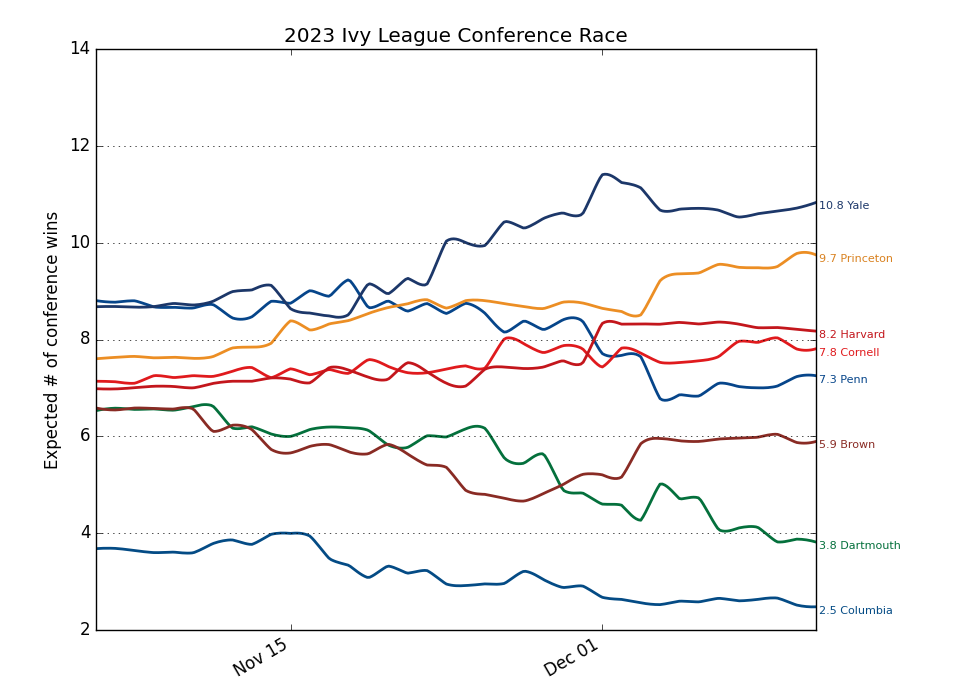 2023 Ivy League Conference Race
Expected # of conference wins
14
12
10
8
6
4
2
Nov 15
Dec 01
10.8 Yale
9.7 Princeton
8.2 Harvard
7.8 Cornell
7.3 Penn
5.9 Brown
3.8 Dartmouth
2.5 Columbia